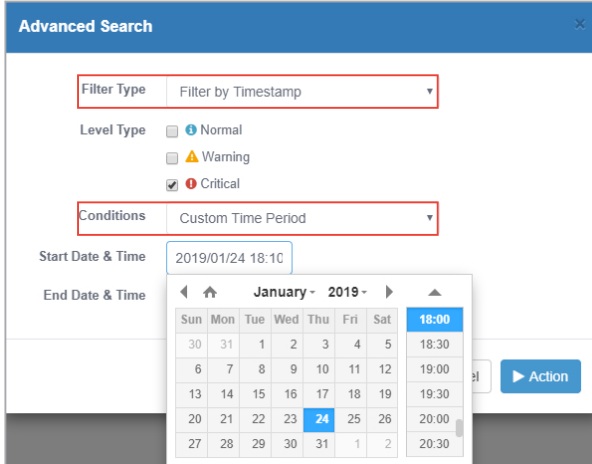 Advanced Search ×
Filter Type Filter by Timestamp
Level Type Normal
Warning
Critical
Conditions Custom Time Period
Start Date & Time 2019/01/24 18:10
End Date & Time
January 2019
Sun Mon Tue Wed Thu Fri Sat 18:00
30 31 1 2 3 4 5 18:30
6 7 8 9 10 11 12 19:00
el Action
13 14 15 16 17 18 19 19:30
20 21 22 23 24 25 26 20:00
27 28 29 30 31 1 2 20:30